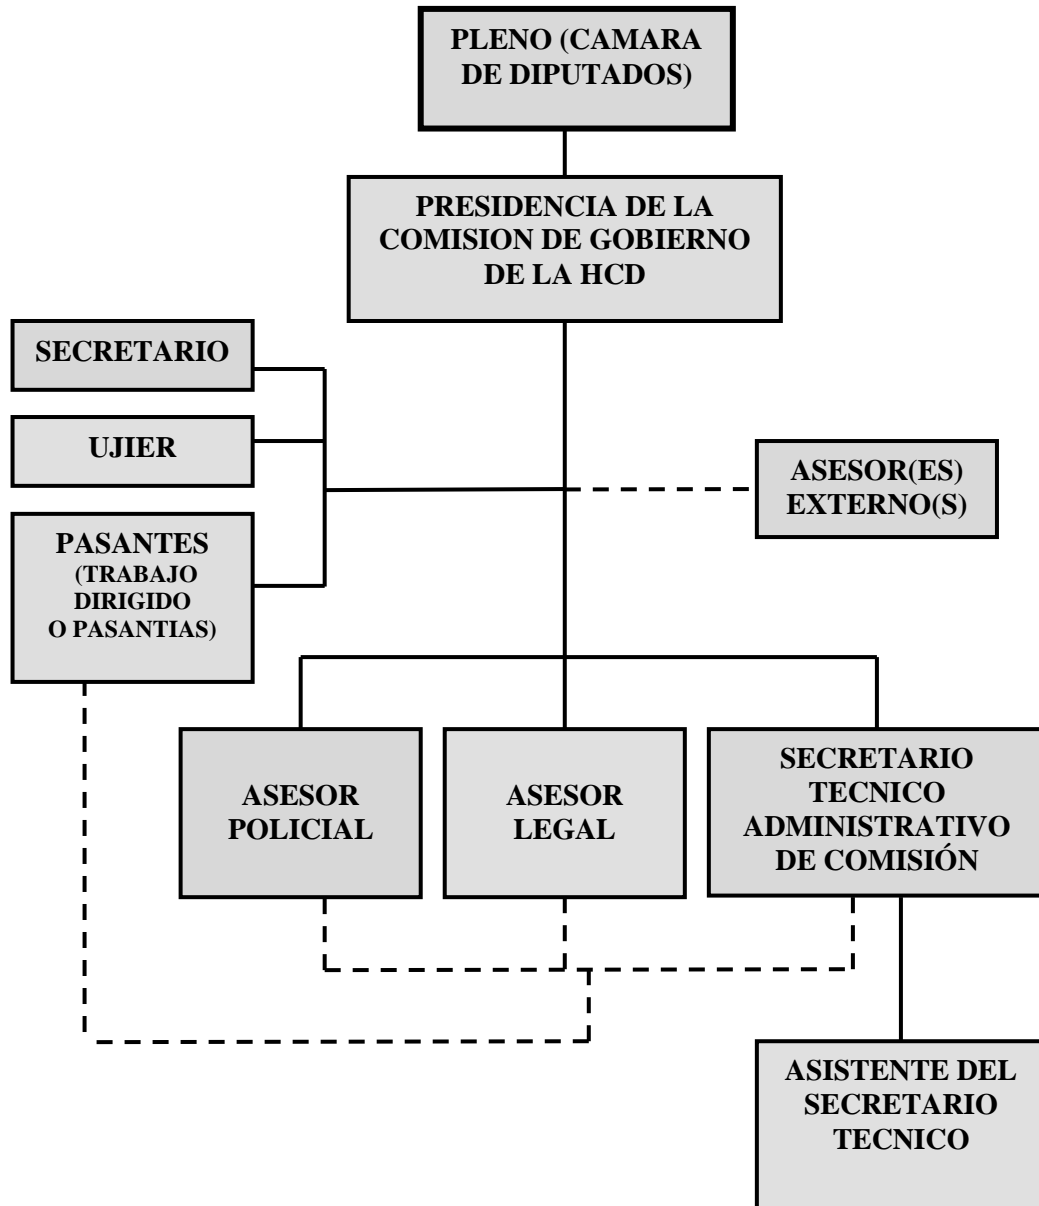 PLENO (CAMARA
DE DIPUTADOS)
PRESIDENCIA DE LA
COMISION DE GOBIERNO
DE LA HCD
SECRETARIO
UJIER
PASANTES
(TRABAJO
DIRIGIDO
O PASANTIAS)
ASESOR(ES)
EXTERNO(S)
ASESOR
POLICIAL
ASESOR
LEGAL
SECRETARIO
TECNICO
ADMINISTRATIVO
DE COMISIÓN
ASISTENTE DEL
SECRETARIO
TECNICO